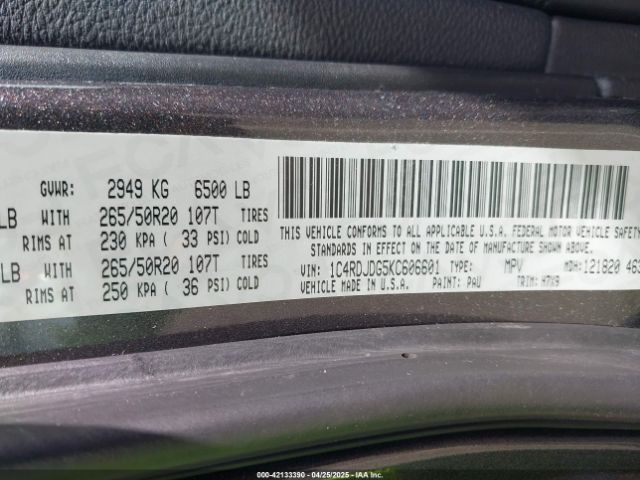 GVWR: 2949 KG 6500 LB
LB WITH 265/50R20 107T TIRES
RIMS AT 230 KPA ( 33 PSI) COLD
LB WITH 265/50R20 107T TIRES
RIMS AT 250 KPA ( 36 PSI) COLD
THIS VEHICLE CONFORMS TO ALL APPLICABLE U.S.A. FEDERAL MOTOR VEHICLE SAFETY
STANDARDS IN EFFECT ON THE DATE OF MANUFACTURE SHOWN
VIN: 1C4RDJDG5KC606601 TYPE: MPV MDH: 121820 463
VEHICLE MADE IN U.S.A. PAINT: PAU TRIM: H7X9
000-42133390 - 04/25/2025 - © IAA, Inc.